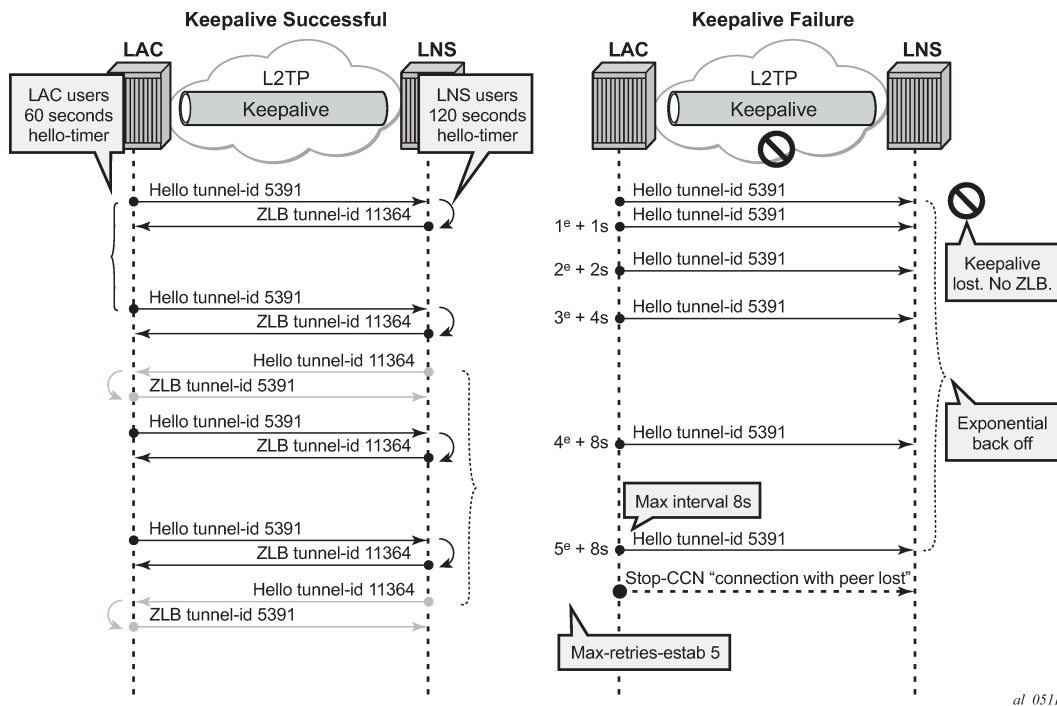 Keepalive Successful
LAC
LNS
L2TP
Keepalive
LAC users
60 seconds
hello-timer
LNS users
120 seconds
hello-timer
Hello tunnel-id 5391
ZLB tunnel-id 11364
Hello tunnel-id 5391
ZLB tunnel-id 11364
Hello tunnel-id 11364
ZLB tunnel-id 5391
Hello tunnel-id 5391
ZLB tunnel-id 11364
Hello tunnel-id 5391
ZLB tunnel-id 11364
Hello tunnel-id 11364
ZLB tunnel-id 5391
Keepalive Failure
LAC
LNS
L2TP
Keepalive
Hello tunnel-id 5391
1ᵉ + 1s Hello tunnel-id 5391
2ᵉ + 2s Hello tunnel-id 5391
3ᵉ + 4s Hello tunnel-id 5391
Keepalive
lost. No ZLB.
4ᵉ + 8s Hello tunnel-id 5391
Exponential
back off
Max interval 8s
5ᵉ + 8s Hello tunnel-id 5391
Stop-CCN “connection with peer lost”
Max-retries-estab 5